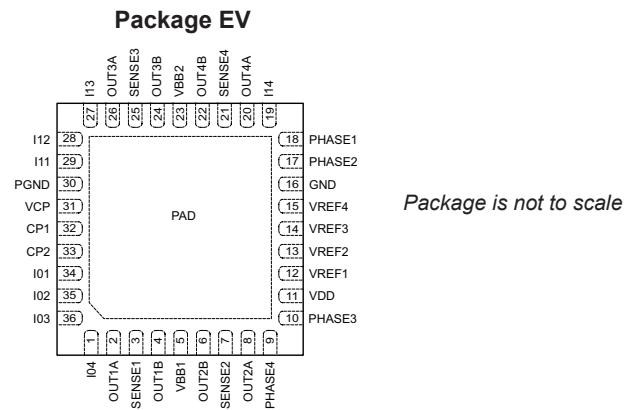 Package EV
I13
OUT3A
SENSE3
OUT3B
VBB2
OUT4B
SENSE4
OUT4A
I14
27
26
25
24
23
22
21
20
19
I12 28
I11 29
PGND 30
VCP 31
CP1 32
CP2 33
I01 34
I02 35
I03 36
PAD
18 PHASE1
17 PHASE2
16 GND
15 VREF4
14 VREF3
13 VREF2
12 VREF1
11 VDD
10 PHASE3
1
2
3
4
5
6
7
8
9
I04
OUT1A
SENSE1
OUT1B
VBB1
OUT2B
SENSE2
OUT2A
PHASE4
Package is not to scale